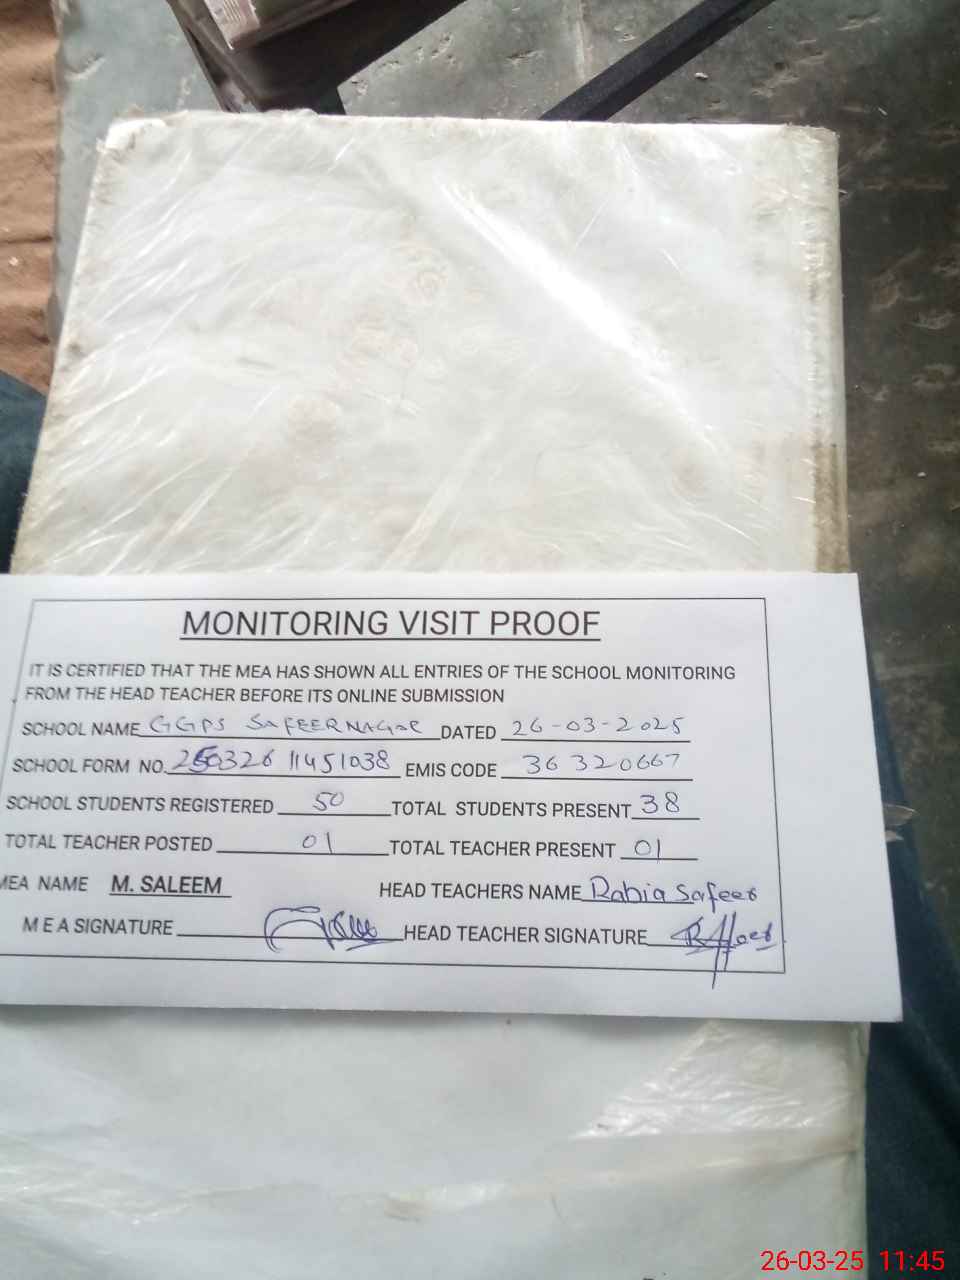 MONITORING VISIT PROOF
IT IS CERTIFIED THAT THE MEA HAS SHOWN ALL ENTRIES OF THE SCHOOL MONITORING
FROM THE HEAD TEACHER BEFORE ITS ONLINE SUBMISSION
SCHOOL NAME GGPS SAFEERNAGAR DATED 26-03-2025
SCHOOL FORM NO. 250326 11451038 EMIS CODE 36320667
SCHOOL STUDENTS REGISTERED 50 TOTAL STUDENTS PRESENT 38
TOTAL TEACHER POSTED 01 TOTAL TEACHER PRESENT 01
MEA NAME M. SALEEM HEAD TEACHERS NAME Rabia Safeer
M E A SIGNATURE HEAD TEACHER SIGNATURE
26-03-25 11:45